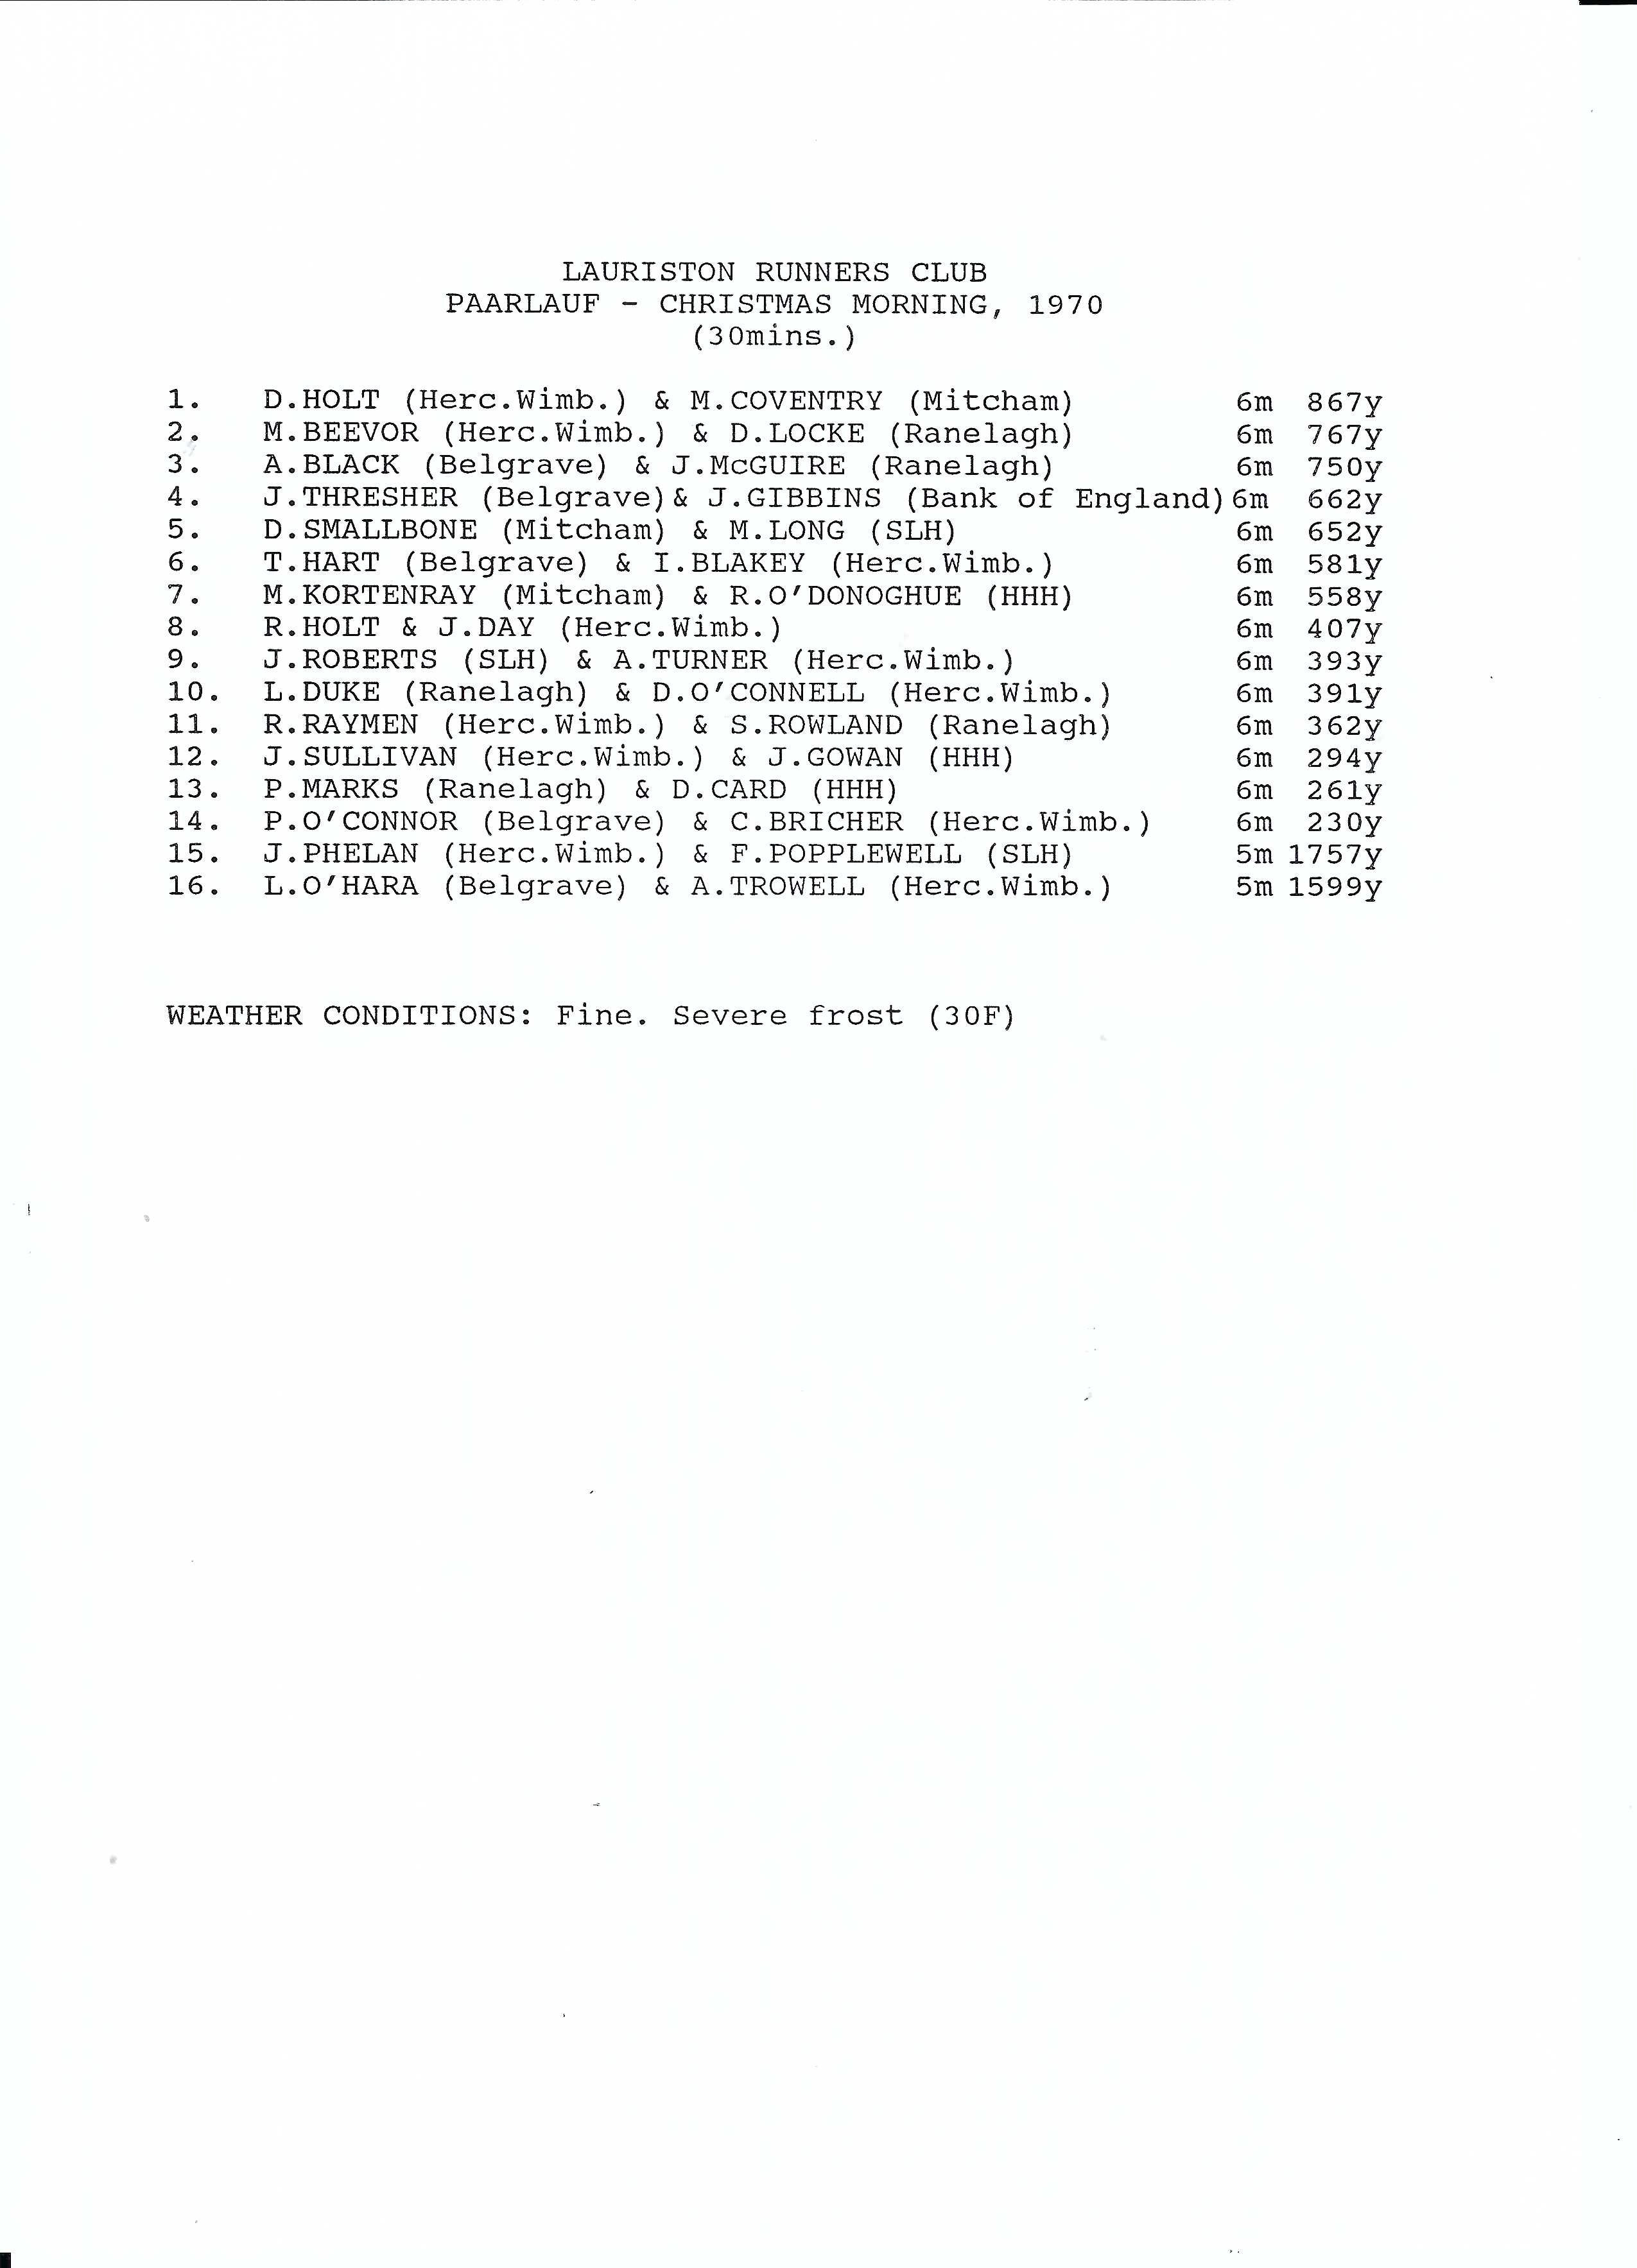 LAURISTON RUNNERS CLUB
PAARLAUF - CHRISTMAS MORNING, 1970
(30mins.)
1. D.HOLT (Herc.Wimb.) & M.COVENTRY (Mitcham) 6m 867y
2. M.BEEVOR (Herc.Wimb.) & D.LOCKE (Ranelagh) 6m 767y
3. A.BLACK (Belgrave) & J.McGUIRE (Ranelagh) 6m 750y
4. J.THRESHER (Belgrave)& J.GIBBINS (Bank of England) 6m 662y
5. D.SMALLBONE (Mitcham) & M.LONG (SLH) 6m 652y
6. T.HART (Belgrave) & I.BLAKEY (Herc.Wimb.) 6m 581y
7. M.KORTENRAY (Mitcham) & R.O'DONOGHUE (HHH) 6m 558y
8. R.HOLT & J.DAY (Herc.Wimb.) 6m 407y
9. J.ROBERTS (SLH) & A.TURNER (Herc.Wimb.) 6m 393y
10. L.DUKE (Ranelagh) & D.O'CONNELL (Herc.Wimb.) 6m 391y
11. R.RAYMEN (Herc.Wimb.) & S.ROWLAND (Ranelagh) 6m 362y
12. J.SULLIVAN (Herc.Wimb.) & J.GOWAN (HHH) 6m 294y
13. P.MARKS (Ranelagh) & D.CARD (HHH) 6m 261y
14. P.O'CONNOR (Belgrave) & C.BRICHER (Herc.Wimb.) 6m 230y
15. J.PHELAN (Herc.Wimb.) & F.POPPLEWELL (SLH) 5m 1757y
16. L.O'HARA (Belgrave) & A.TROWELL (Herc.Wimb.) 5m 1599y
WEATHER CONDITIONS: Fine. Severe frost (30F)